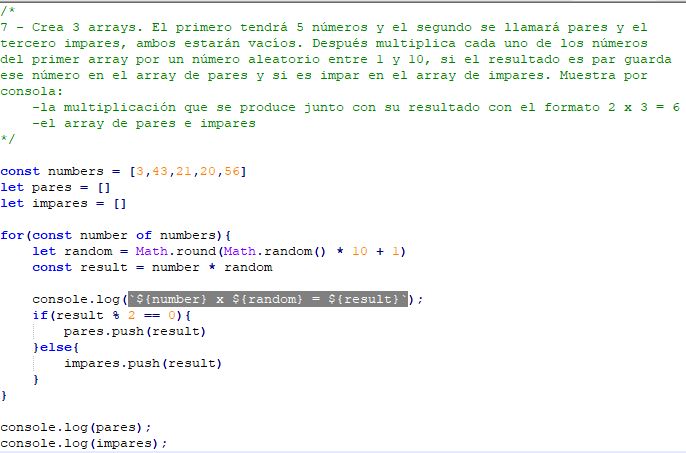 /*
7 - Crea 3 arrays. El primero tendrá 5 números y el segundo se llamará pares y el
tercero impares, ambos estarán vacíos. Después multiplica cada uno de los números
del primer array por un número aleatorio entre 1 y 10, si el resultado es par guarda
ese número en el array de pares y si es impar en el array de impares. Muestra por
consola:
    -la multiplicación que se produce junto con su resultado con el formato 2 x 3 = 6
    -el array de pares e impares
*/
const numbers = [3,43,21,20,56]
let pares = []
let impares = []
for(const number of numbers){
    let random = Math.round(Math.random() * 10 + 1)
    const result = number * random
    console.log(`${number} x ${random} = ${result}`);
    if(result % 2 == 0){
        pares.push(result)
    }else{
        impares.push(result)
    }
}
console.log(pares);
console.log(impares);